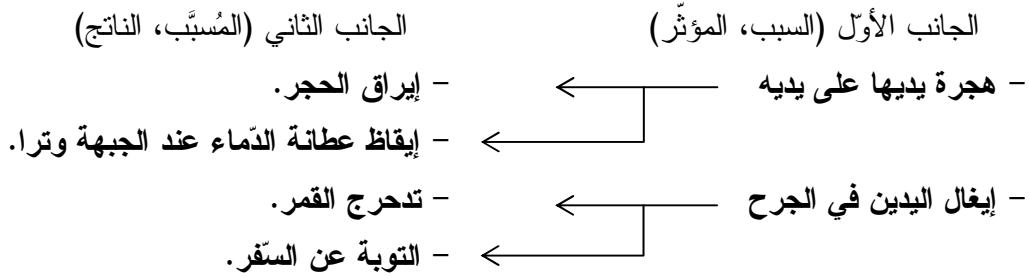 الجانب الأوّل (السبب، المؤثّر) الجانب الثاني (المُسبَّب، الناتج)
- هجرة يديها على يديه - إيراق الحجر.
- إيقاظ عطانة الدّماء عند الجبهة وترا.
- إيغال اليدين في الجرح - تدحرج القمر.
- التوبة عن السّفر.